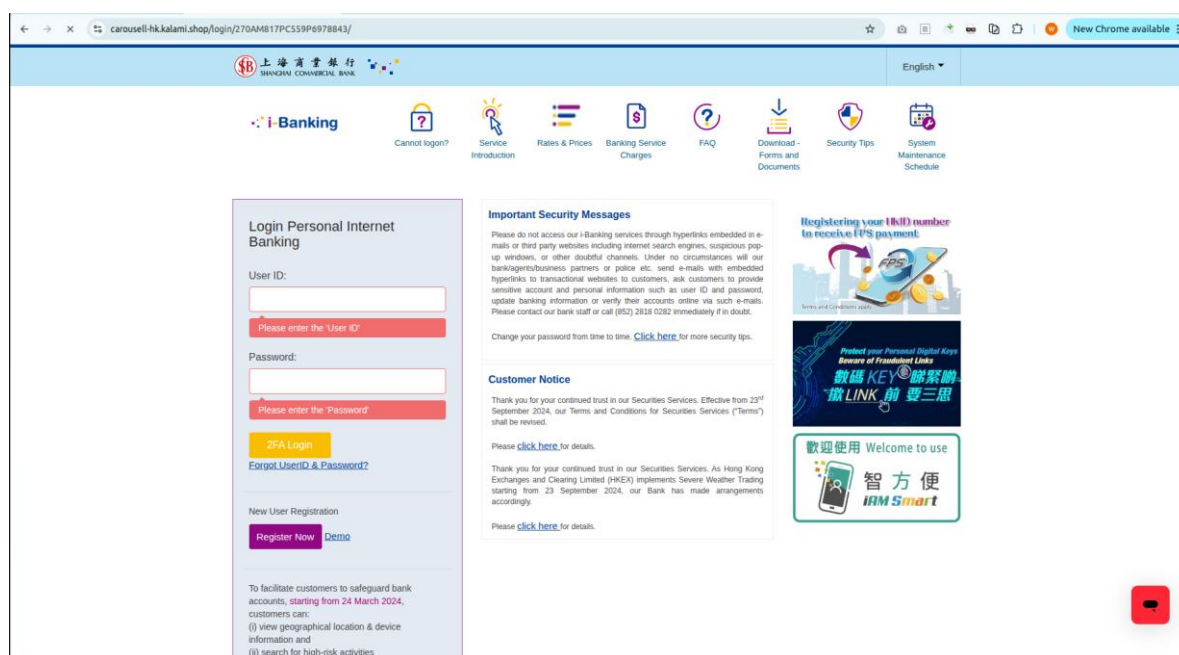 carousell-hk.kalami.shop/login/270AM817PC5S9P6978843/
New Chrome available
上海商業銀行
SHANGHAI COMMERCIAL BANK
English
i-Banking
Cannot logon?
Service
Introduction
Rates & Prices
Banking Service
Charges
FAQ
Download -
Forms and
Documents
Security Tips
System
Maintenance
Schedule
Login Personal Internet
Banking
User ID:
Please enter the 'User ID'
Password:
Please enter the 'Password'
2FA Login
Forgot UserID & Password?
New User Registration
Register Now Demo
To facilitate customers to safeguard bank
accounts, starting from 24 March 2024,
customers can:
(i) view geographical location & device
information and
(ii) search for high-risk activities
Important Security Messages
Please do not access our i-Banking services through hyperlinks embedded in e-
mails or third party websites including internet search engines, suspicious pop-
up windows, or other doubtful channels. Under no circumstances will our
bank/agents/business partners or police etc. send e-mails with embedded
hyperlinks to transactional websites to customers, ask customers to provide
sensitive account and personal information such as user ID and password,
update banking information or verify their accounts online via such e-mails.
Please contact our bank staff or call (852) 2818 0282 immediately if in doubt.
Change your password from time to time. Click here for more security tips.
Customer Notice
Thank you for your continued trust in our Securities Services. Effective from 23rd
September 2024, our Terms and Conditions for Securities Services ("Terms")
shall be revised.
Please click here for details.
Thank you for your continued trust in our Securities Services. As Hong Kong
Exchanges and Clearing Limited (HKEX) implements Severe Weather Trading
starting from 23 September 2024, our Bank has made arrangements
accordingly.
Please click here for details.
Registering your HKID number
to receive FPS payment
FPS
Terms and Conditions apply
Protect your Personal Digital Keys
Beware of Fraudulent Links
數碼KEY 睇緊啲
撳LINK前 要三思
歡迎使用 Welcome to use
智方便
iAM Smart